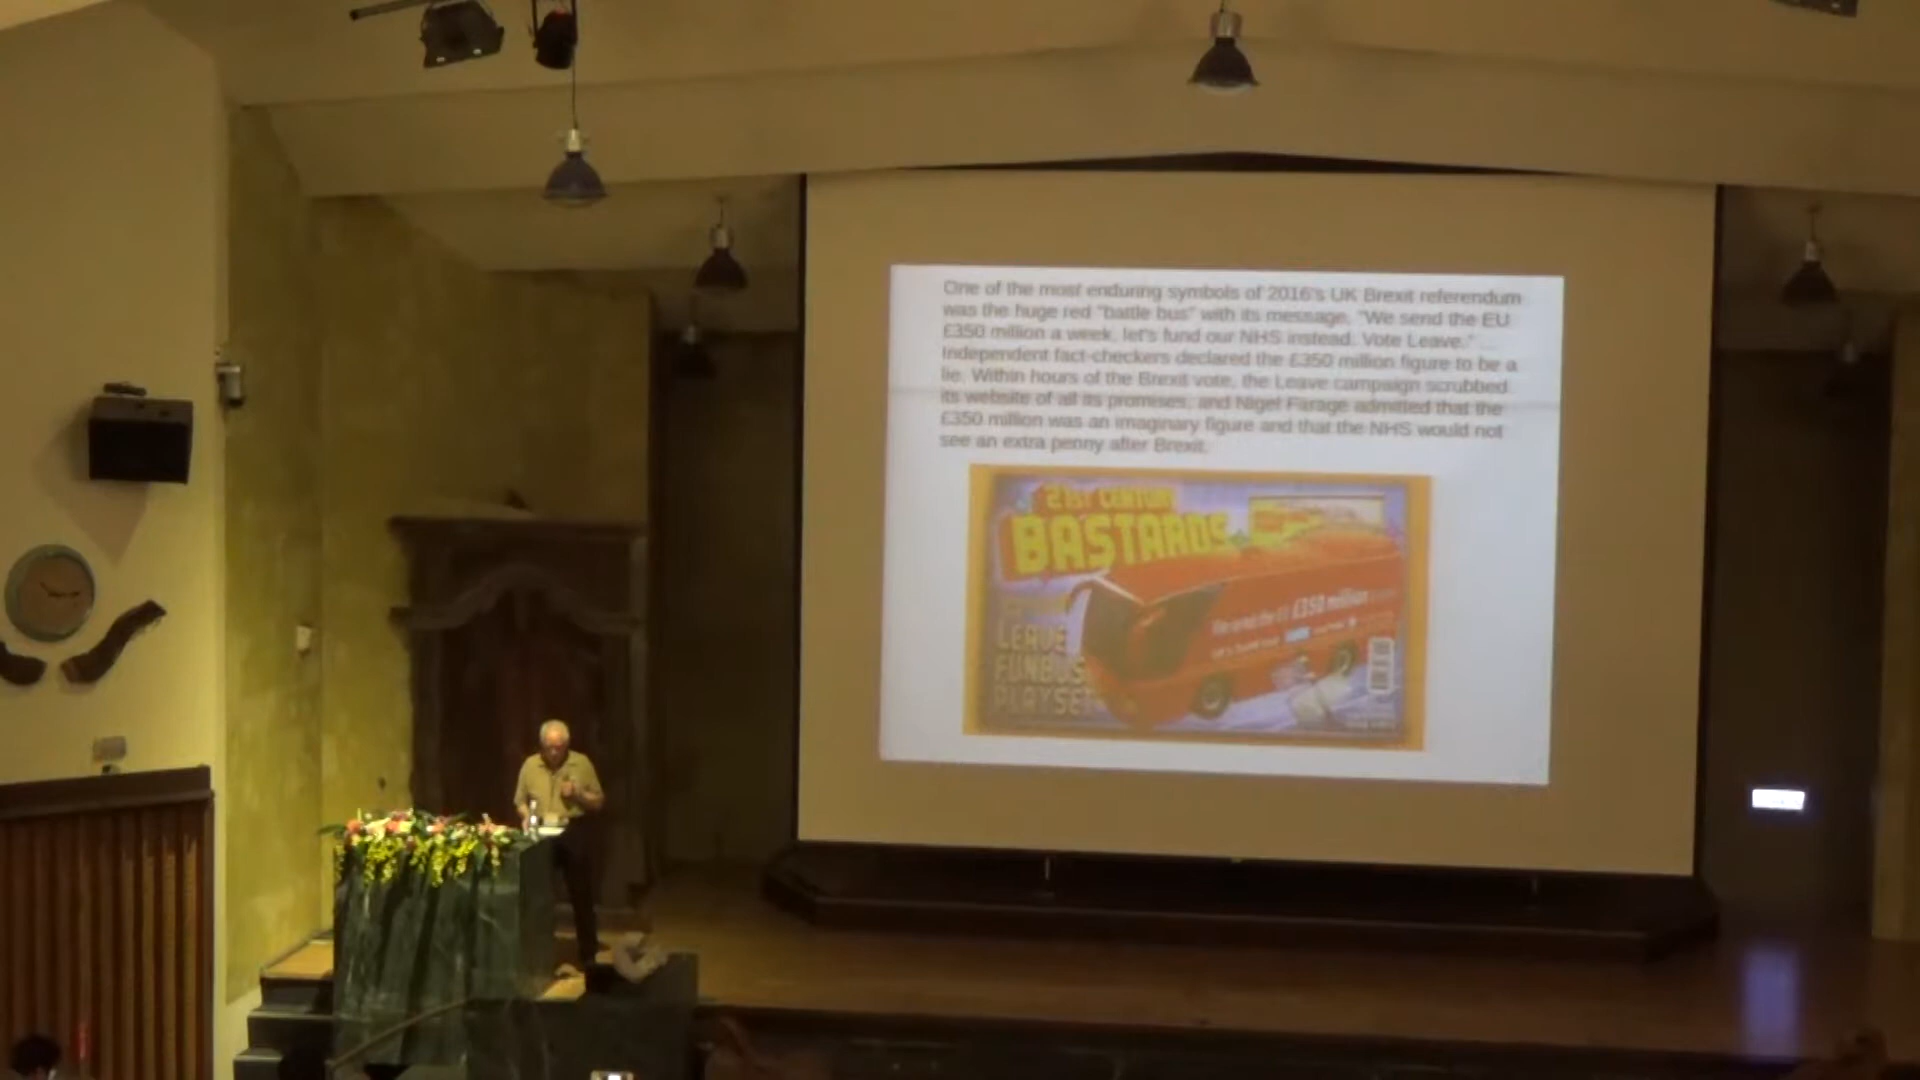 One of the most enduring symbols of 2016's UK Brexit referendum
was the huge red "battle bus" with its message, "We send the EU
£350 million a week, let's fund our NHS instead. Vote Leave." ...
Independent fact-checkers declared the £350 million figure to be a
lie. Within hours of the Brexit vote, the Leave campaign scrubbed
its website of all its promises, and Nigel Farage admitted that the
£350 million was an imaginary figure and that the NHS would not
see an extra penny after Brexit.
21ST CENTURY
BASTARDS
We send the EU £350 million
LEAVE
FUNBUS
PLAYSET